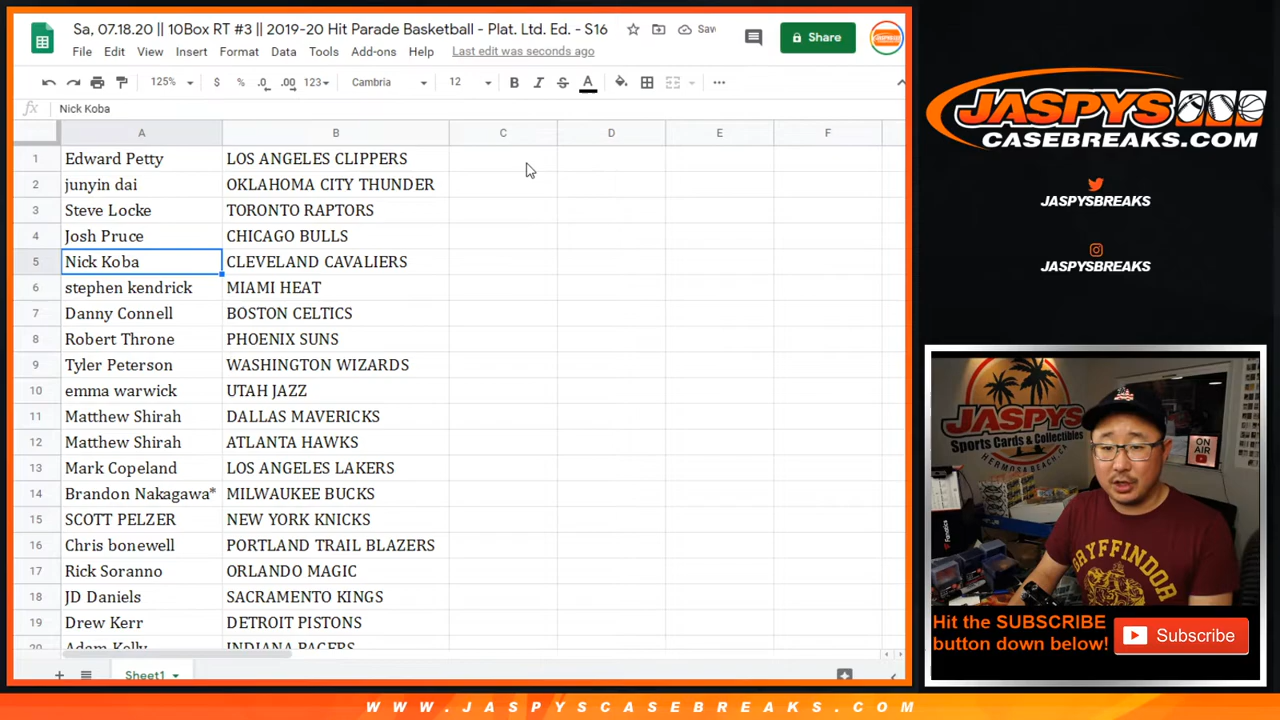 Sa, 07.18.20 || 10Box RT #3 || 2019-20 Hit Parade Basketball - Plat. Ltd. Ed. - S16
Share
File Edit View Insert Format Data Tools Add-ons Help Last edit was seconds ago
125% $ % .0 .00 123 Cambria 12 B I S A
fx Nick Koba
A B C D E F
1 Edward Petty LOS ANGELES CLIPPERS
2 junyin dai OKLAHOMA CITY THUNDER
3 Steve Locke TORONTO RAPTORS
4 Josh Pruce CHICAGO BULLS
5 Nick Koba CLEVELAND CAVALIERS
6 stephen kendrick MIAMI HEAT
7 Danny Connell BOSTON CELTICS
8 Robert Throne PHOENIX SUNS
9 Tyler Peterson WASHINGTON WIZARDS
10 emma warwick UTAH JAZZ
11 Matthew Shirah DALLAS MAVERICKS
12 Matthew Shirah ATLANTA HAWKS
13 Mark Copeland LOS ANGELES LAKERS
14 Brandon Nakagawa* MILWAUKEE BUCKS
15 SCOTT PELZER NEW YORK KNICKS
16 Chris bonewell PORTLAND TRAIL BLAZERS
17 Rick Soranno ORLANDO MAGIC
18 JD Daniels SACRAMENTO KINGS
19 Drew Kerr DETROIT PISTONS
20 Adam Kelly INDIANA PACERS
Sheet1
JASPYS
CASEBREAKS.COM
JASPYSBREAKS
JASPYSBREAKS
JASPYS
Sports Cards & Collectibles
HERMOSA BEACH, CA
ON AIR
Fanatics
GRYFFINDOR
Hit the SUBSCRIBE
button down below!
Subscribe
WWW.JASPYSCASEBREAKS.COM